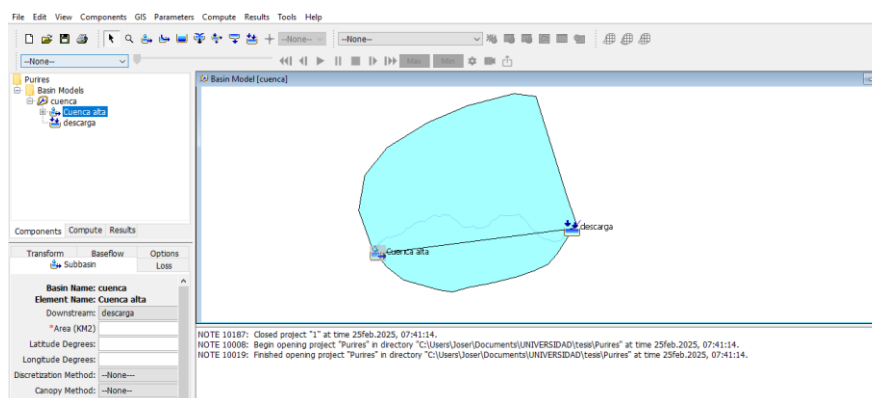 File Edit View Components GIS Parameters Compute Results Tools Help
--None-- --None--
--None-- Max Min
Purires
Basin Models
cuenca
Cuenca alta
descarga
Components Compute Results
Basin Model [cuenca]
descarga
Cuenca alta
Transform Baseflow Options
Subbasin Loss
Basin Name: cuenca
Element Name: Cuenca alta
Downstream: descarga
*Area (KM2)
Latitude Degrees:
Longitude Degrees:
Discretization Method: --None--
Canopy Method: --None--
NOTE 10187: Closed project "1" at time 25feb.2025, 07:41:14.
NOTE 10008: Begin opening project "Purires" in directory "C:\Users\Joser\Documents\UNIVERSIDAD\tesis\Purires" at time 25feb.2025, 07:41:14.
NOTE 10019: Finished opening project "Purires" in directory "C:\Users\Joser\Documents\UNIVERSIDAD\tesis\Purires" at time 25feb.2025, 07:41:14.